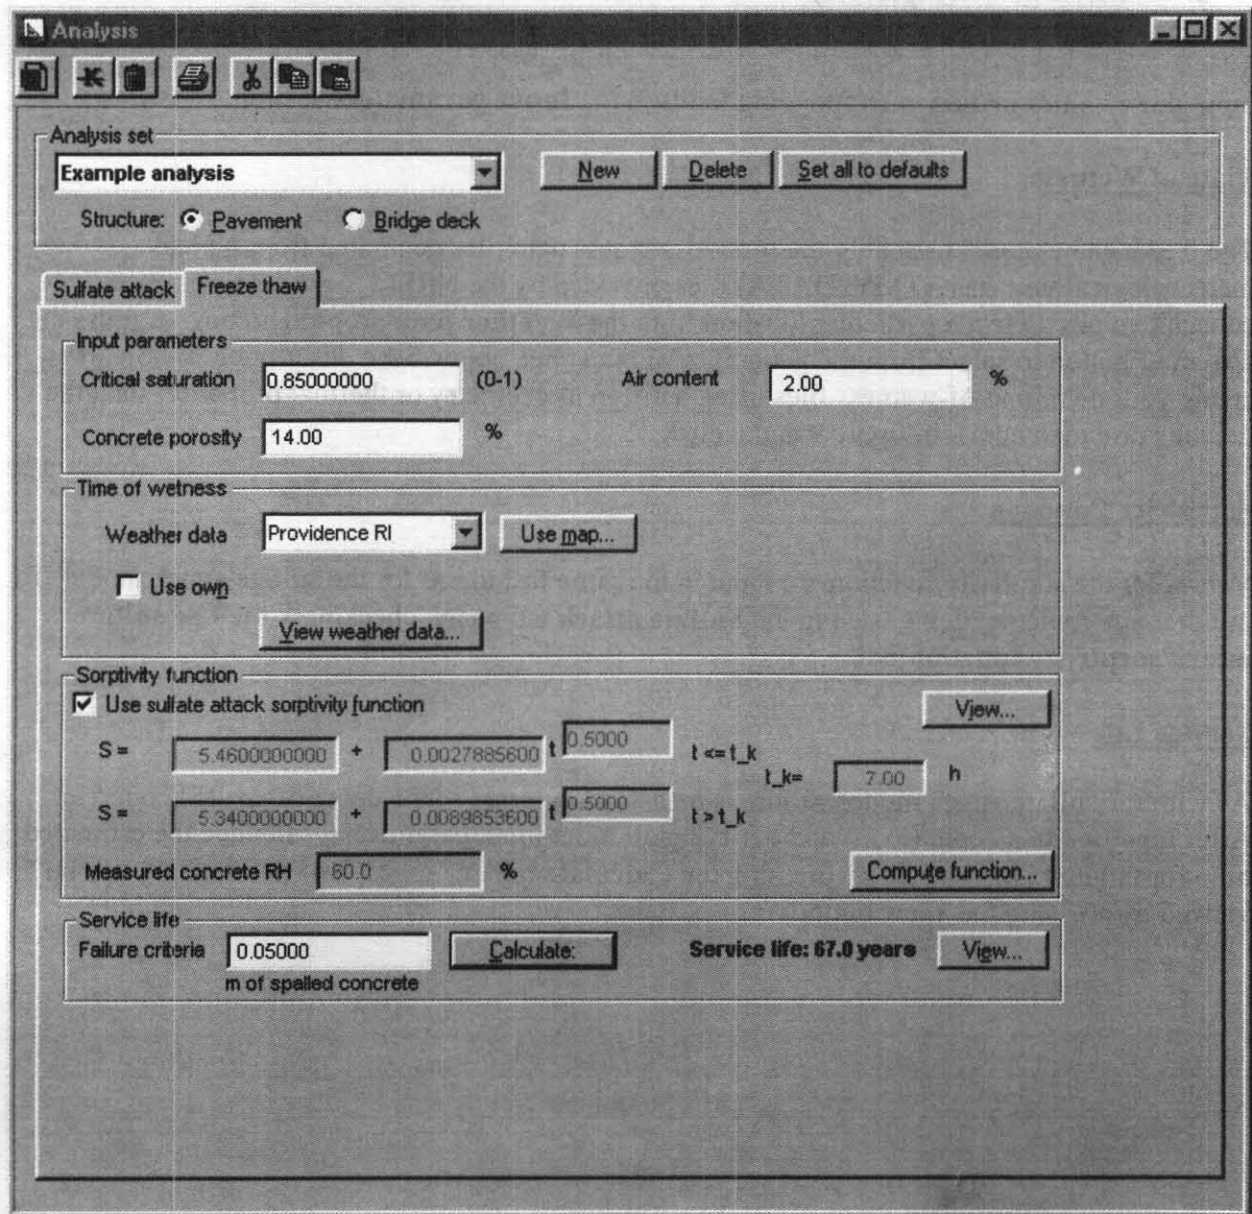 Analysis
Analysis set
Example analysis New Delete Set all to defaults
Structure: Pavement Bridge deck
Sulfate attack Freeze thaw
Input parameters
Critical saturation 0.85000000 (0-1) Air content 2.00 %
Concrete porosity 14.00 %
Time of wetness
Weather data Providence RI Use map...
Use own
View weather data...
Sorptivity function
Use sulfate attack sorptivity function View...
S = 5.4600000000 + 0.0027885600 t 0.5000 t <= t_k
t_k= 7.00 h
S = 5.3400000000 + 0.0089853600 t 0.5000 t > t_k
Measured concrete RH 60.0 % Compute function...
Service life
Failure criteria 0.05000 Calculate: Service life: 67.0 years View...
m of spalled concrete